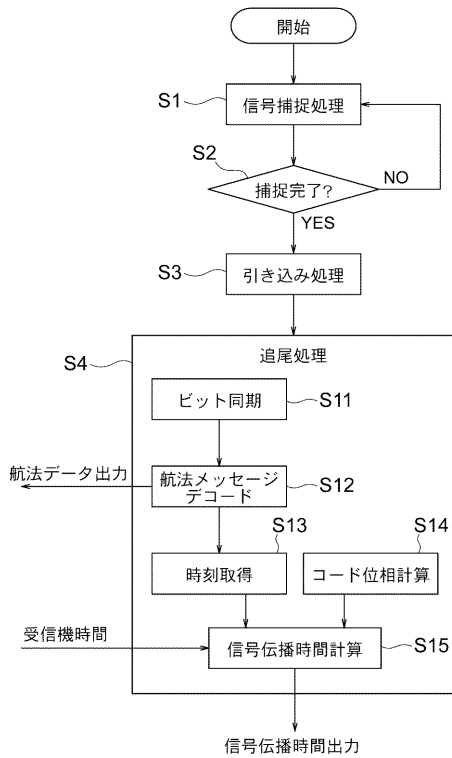 開始
S1
信号捕捉処理
S2
捕捉完了?
NO
YES
S3
引き込み処理
S4
追尾処理
ビット同期
S11
航法データ出力
航法メッセージ
デコード
S12
S13
S14
時刻取得
コード位相計算
受信機時間
信号伝播時間計算
S15
信号伝播時間出力